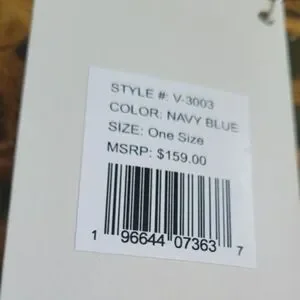 STYLE #: V-3003
COLOR: NAVY BLUE
SIZE: One Size
MSRP: $159.00
1 96644 07363 7